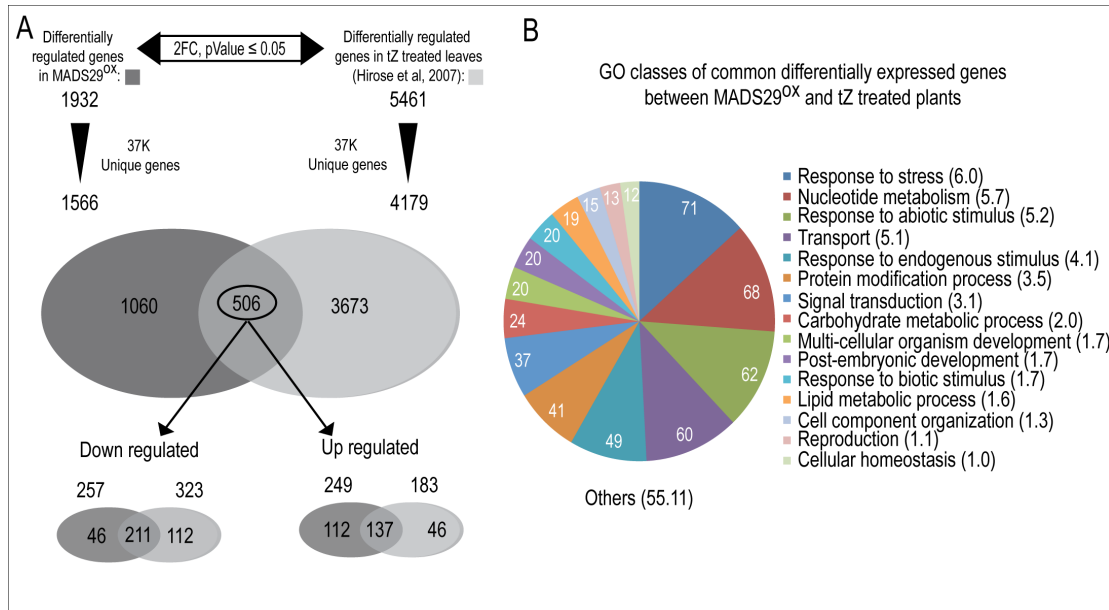 A
Differentially
regulated genes
in MADS29OX:
1932
2FC, pValue ≤ 0.05
Differentially regulated
genes in tZ treated leaves
(Hirose et al, 2007):
5461
37K
Unique genes
37K
Unique genes
1566
4179
1060
506
3673
Down regulated
Up regulated
257
323
249
183
46
211
112
112
137
46
B
GO classes of common differentially expressed genes
between MADS29OX and tZ treated plants
71
68
62
60
49
41
37
24
20
20
20
19
15
13
12
Response to stress (6.0)
Nucleotide metabolism (5.7)
Response to abiotic stimulus (5.2)
Transport (5.1)
Response to endogenous stimulus (4.1)
Protein modification process (3.5)
Signal transduction (3.1)
Carbohydrate metabolic process (2.0)
Multi-cellular organism development (1.7)
Post-embryonic development (1.7)
Response to biotic stimulus (1.7)
Lipid metabolic process (1.6)
Cell component organization (1.3)
Reproduction (1.1)
Cellular homeostasis (1.0)
Others (55.11)